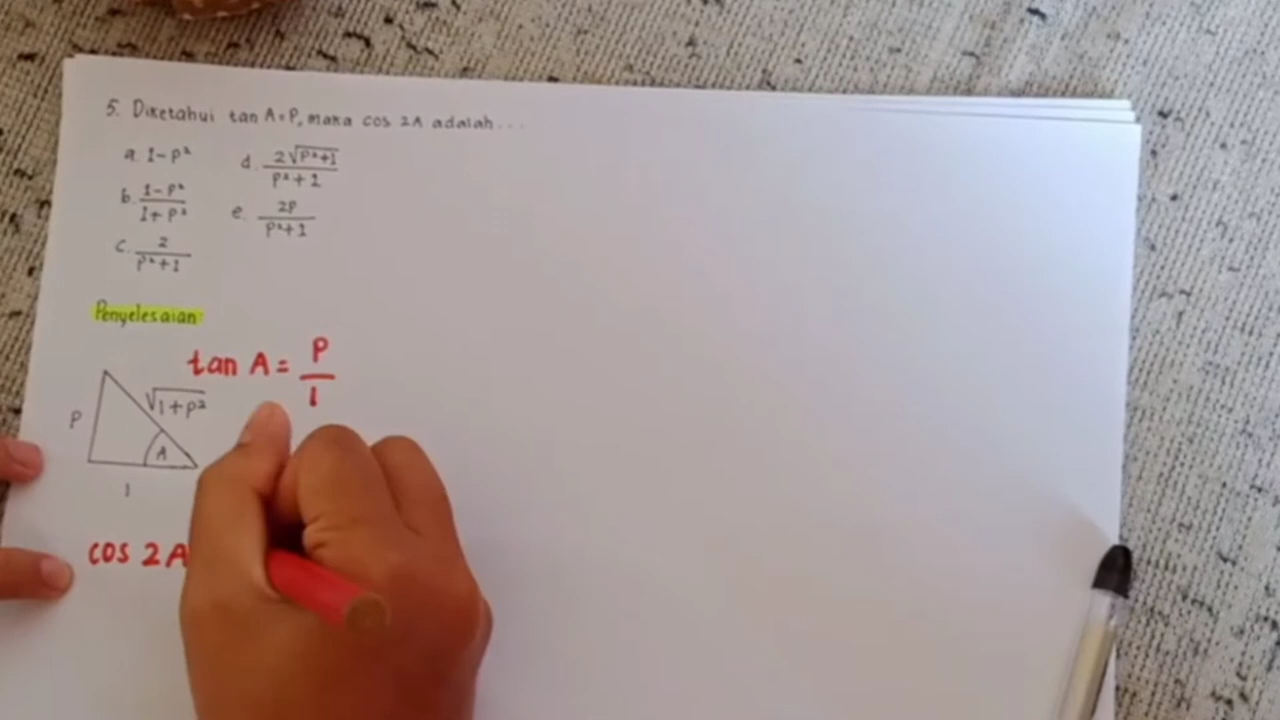 5. Diketahui tan A=P, maka cos 2A adalah...
a. 1-P²
b. 1-P² / 1+P²
c. 2 / P²+1
d. 2√P²+1 / P²+1
e. 2P / P²+1
Penyelesaian
tan A = P / 1
P
√1+P²
A
1
cos 2A